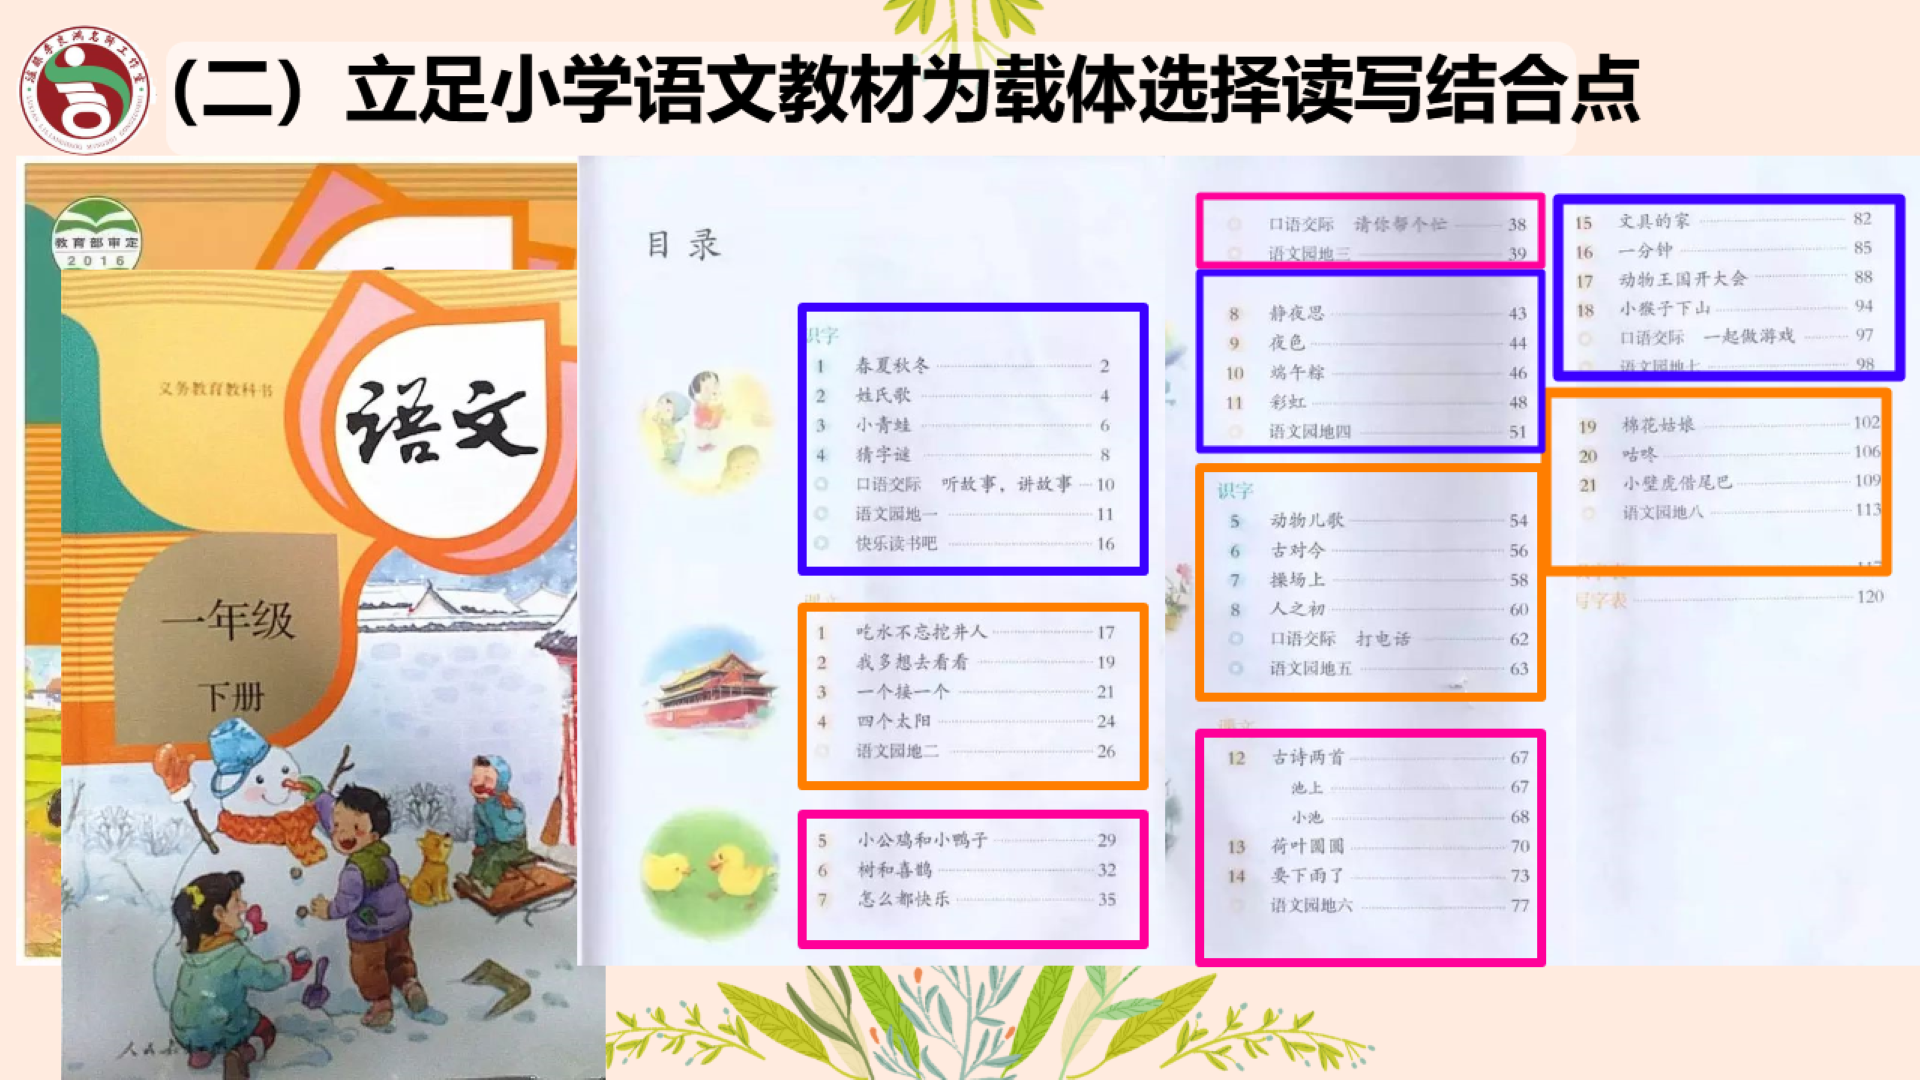 （二）立足小学语文教材为载体选择读写结合点
教育部审定
2016
义务教育教科书
语文
一年级
下册
目录
识字
1 春夏秋冬 2
2 姓氏歌 4
3 小青蛙 6
4 猜字谜 8
口语交际 听故事，讲故事 10
语文园地一 11
快乐读书吧 16
课文
1 吃水不忘挖井人 17
2 我多想去看看 19
3 一个接一个 21
4 四个太阳 24
语文园地二 26
5 小公鸡和小鸭子 29
6 树和喜鹊 32
7 怎么都快乐 35
口语交际 请你帮个忙 38
语文园地三 39
8 静夜思 43
9 夜色 44
10 端午粽 46
11 彩虹 48
语文园地四 51
识字
5 动物儿歌 54
6 古对今 56
7 操场上 58
8 人之初 60
口语交际 打电话 62
语文园地五 63
课文
12 古诗两首 67
池上 67
小池 68
13 荷叶圆圆 70
14 要下雨了 73
语文园地六 77
15 文具的家 82
16 一分钟 85
17 动物王国开大会 88
18 小猴子下山 94
口语交际 一起做游戏 97
语文园地七 98
19 棉花姑娘 102
20 咕咚 106
21 小壁虎借尾巴 109
语文园地八 113
写字表 120